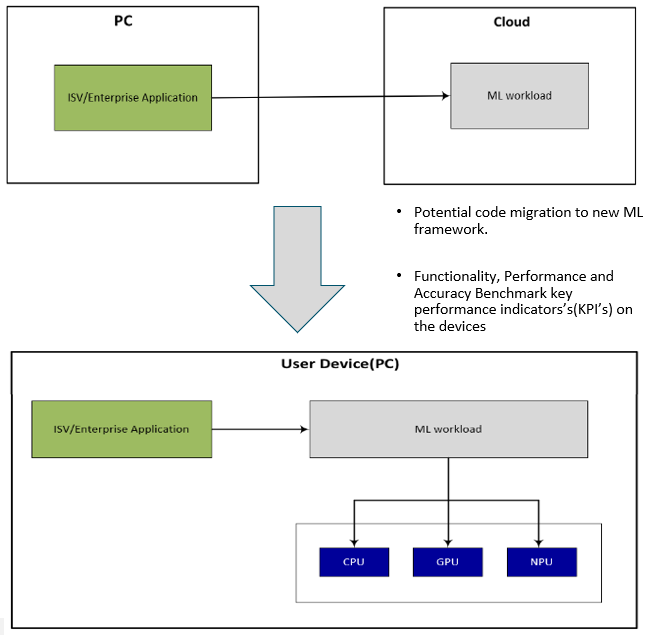 PC
Cloud
ISV/Enterprise Application
ML workload
• Potential code migration to new ML
framework.
• Functionality, Performance and
Accuracy Benchmark key
performance indicators's(KPI's) on
the devices
User Device(PC)
ISV/Enterprise Application
ML workload
CPU
GPU
NPU